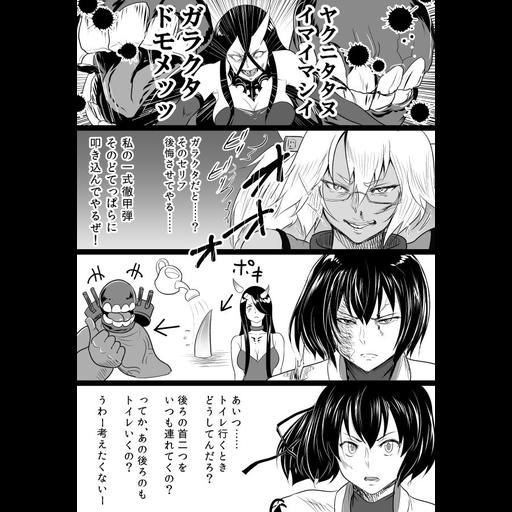 ヤクニタタヌ
イマイマシイ
ガラクタ
ドモメッッ
ガラクタだと……?
そのセリフ
後悔させてやる……
私の一式徹甲弾
そのどてっぱらに
叩き込んでやるぜ!
オオオオ
ポキ
あいつ……
トイレ行くとき
どうしてんだろ?
後ろの首二つを
いつも連れてくの?
ってか、あの後ろのも
トイレいくの?
うわー考えたくないー